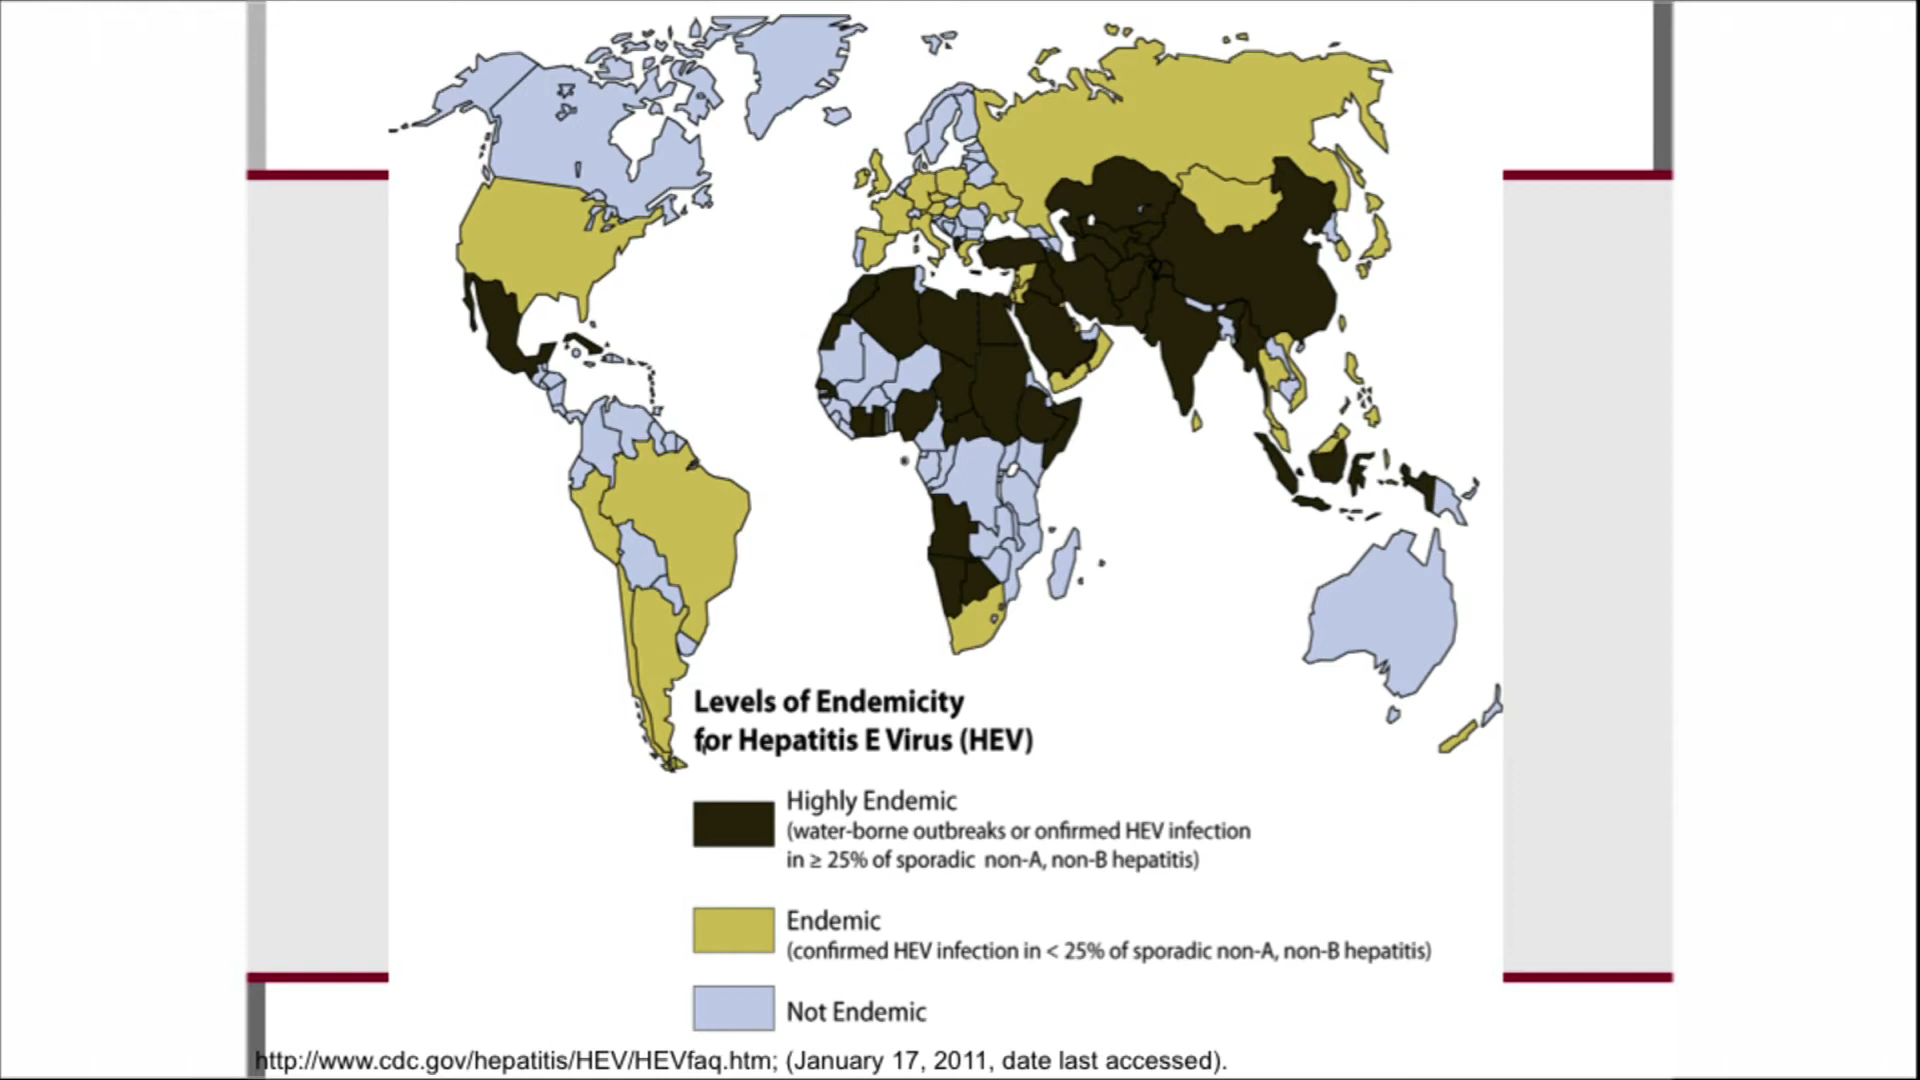 Levels of Endemicity
for Hepatitis E Virus (HEV)
Highly Endemic
(water-borne outbreaks or onfirmed HEV infection
in ≥ 25% of sporadic non-A, non-B hepatitis)
Endemic
(confirmed HEV infection in < 25% of sporadic non-A, non-B hepatitis)
Not Endemic
http://www.cdc.gov/hepatitis/HEV/HEVfaq.htm; (January 17, 2011, date last accessed).